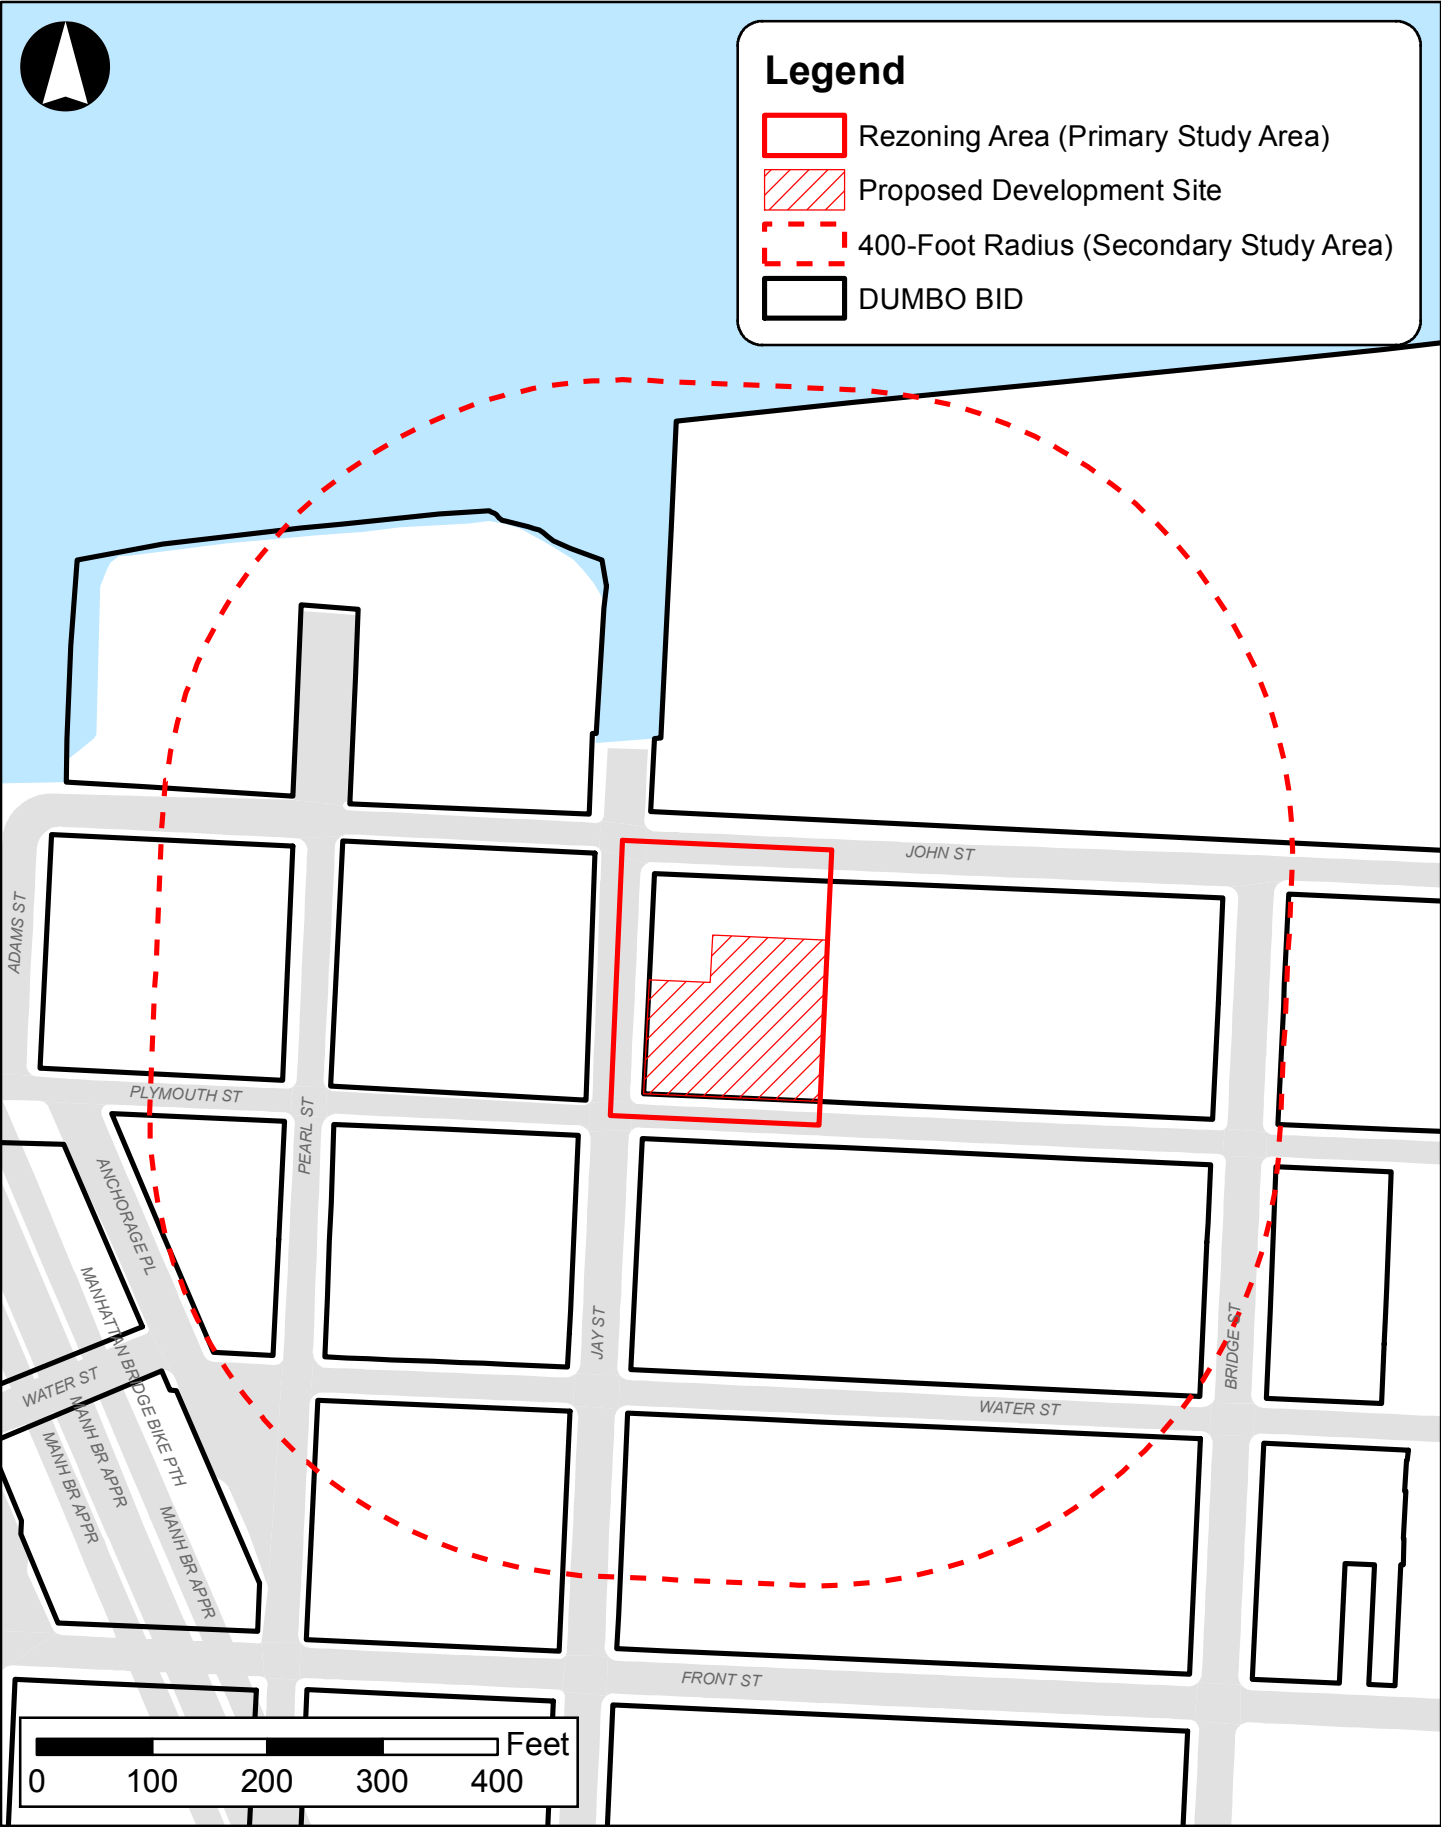 Legend
Rezoning Area (Primary Study Area)
Proposed Development Site
400-Foot Radius (Secondary Study Area)
DUMBO BID
JOHN ST
ADAMS ST
PLYMOUTH ST
PEARL ST
ANCHORAGE PL
MANHATTAN BRIDGE BIKE PTH
JAY ST
BRIDGE ST
WATER ST
WATER ST
MANH BR APPR
MANH BR APPR
MANH BR APPR
FRONT ST
Feet
0 100 200 300 400